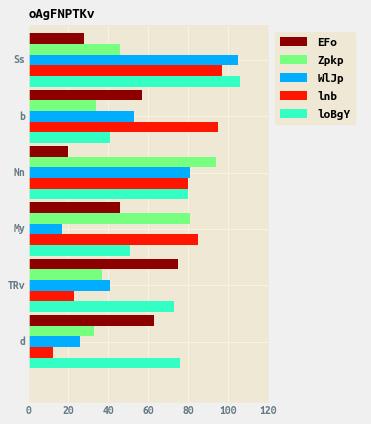 oAgFNPTKv
EFo
Zpkp
WlJp
lnb
loBgY
Ss
b
Nn
My
TRv
d
0 20 40 60 80 100 120